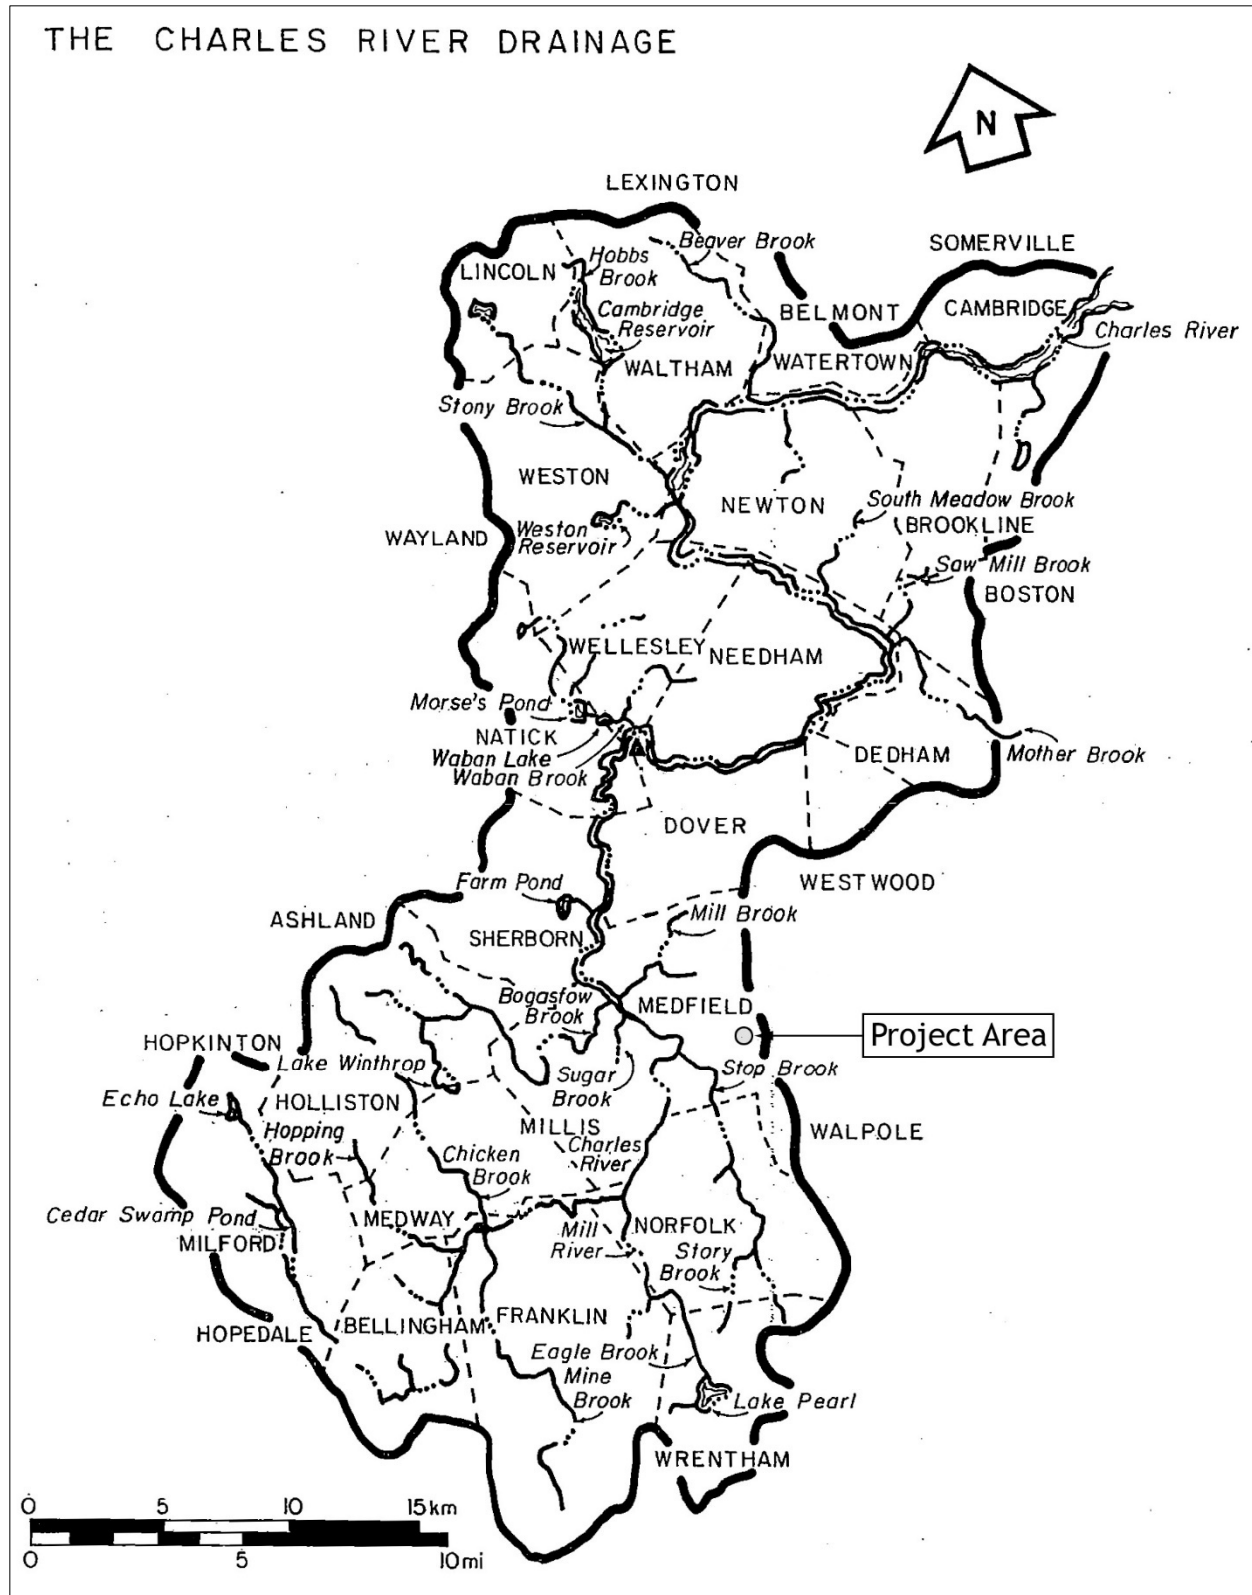 THE CHARLES RIVER DRAINAGE
N
LEXINGTON
Beaver Brook
SOMERVILLE
Hobbs
Brook
LINCOLN
Cambridge
Reservoir
BELMONT
CAMBRIDGE
Charles River
WALTHAM
WATERTOWN
Stony Brook
WESTON
NEWTON
South Meadow Brook
BROOKLINE
WAYLAND
Weston
Reservoir
Saw Mill Brook
BOSTON
WELLESLEY
NEEDHAM
Morse's Pond
NATICK
Waban Lake
Waban Brook
DEDHAM
Mother Brook
DOVER
WESTWOOD
Farm Pond
ASHLAND
SHERBORN
Mill Brook
Bogastow
Brook
MEDFIELD
Project Area
HOPKINTON
Lake Winthrop
Stop Brook
Echo Lake
HOLLISTON
Sugar
Brook
MILLIS
WALPOLE
Hopping
Brook
Chicken
Brook
Charles
River
Cedar Swamp Pond
MILFORD
MEDWAY
Mill
River
NORFOLK
Story
Brook
HOPEDALE
BELLINGHAM
FRANKLIN
Eagle Brook
Mine
Brook
Lake Pearl
WRENTHAM
0 5 10 15km
0 5 10mi